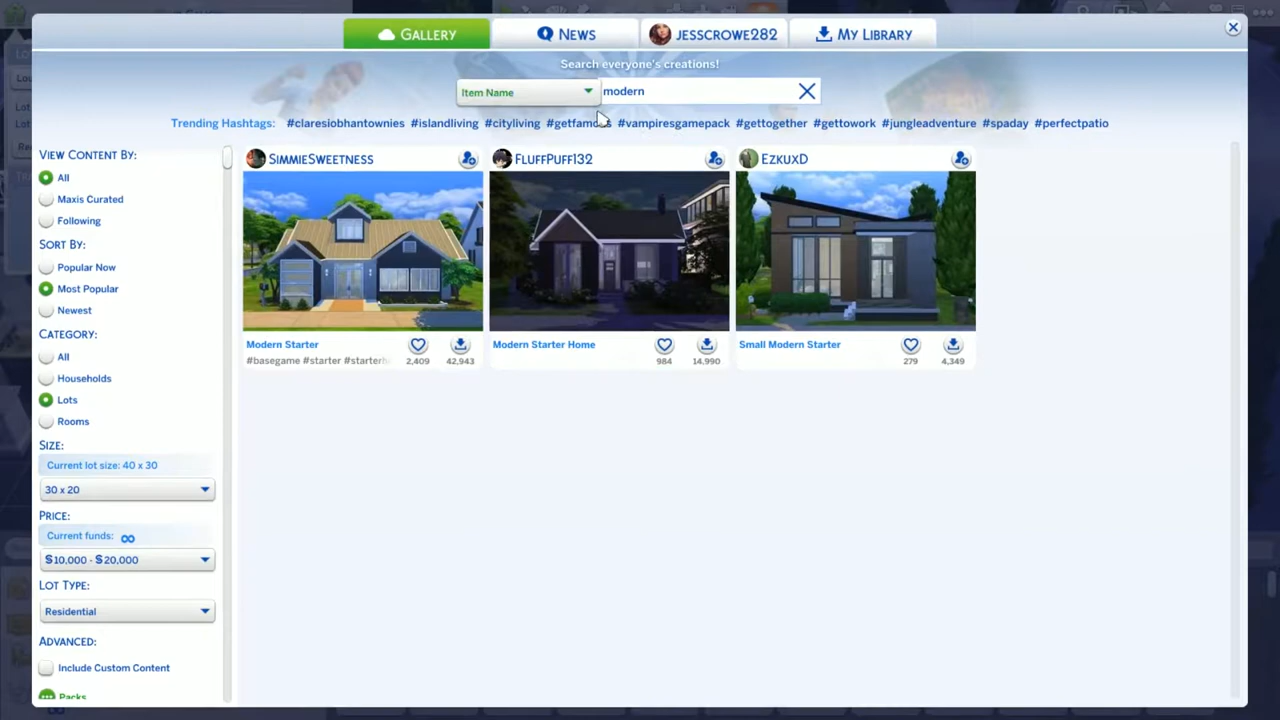 GALLERY
NEWS
JESSCROWE282
MY LIBRARY
Search everyone's creations!
Item Name
modern
Trending Hashtags: #claresiobhantownies #islandliving #cityliving #getfamous #vampiresgamepack #gettogether #gettowork #jungleadventure #spaday #perfectpatio
VIEW CONTENT BY:
All
Maxis Curated
Following
SORT BY:
Popular Now
Most Popular
Newest
CATEGORY:
All
Households
Lots
Rooms
SIZE:
Current lot size: 40 x 30
30 x 20
PRICE:
Current funds: ∞
§10,000 - §20,000
LOT TYPE:
Residential
ADVANCED:
Include Custom Content
Packs
SIMMIESWEETNESS
Modern Starter
#basegame #starter #starterh
2,409
42,943
FLUFFPUFF132
Modern Starter Home
984
14,990
EZKUXD
Small Modern Starter
279
4,349